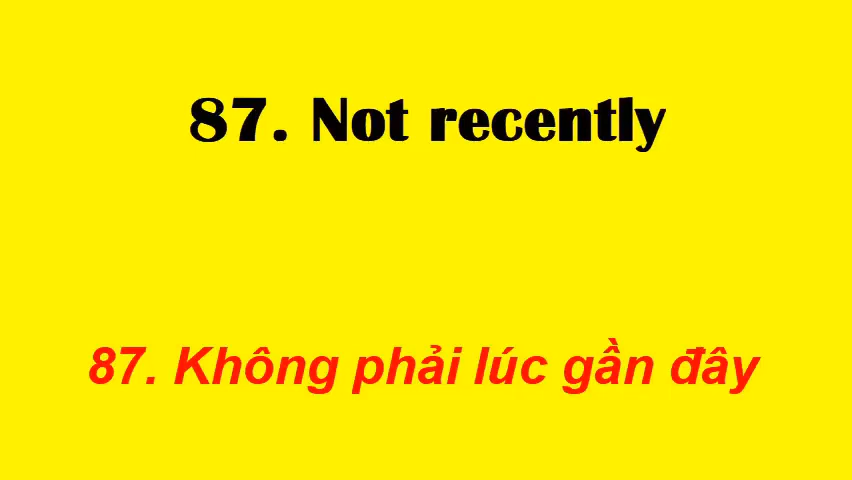 87. Not recently
87. Không phải lúc gần đây